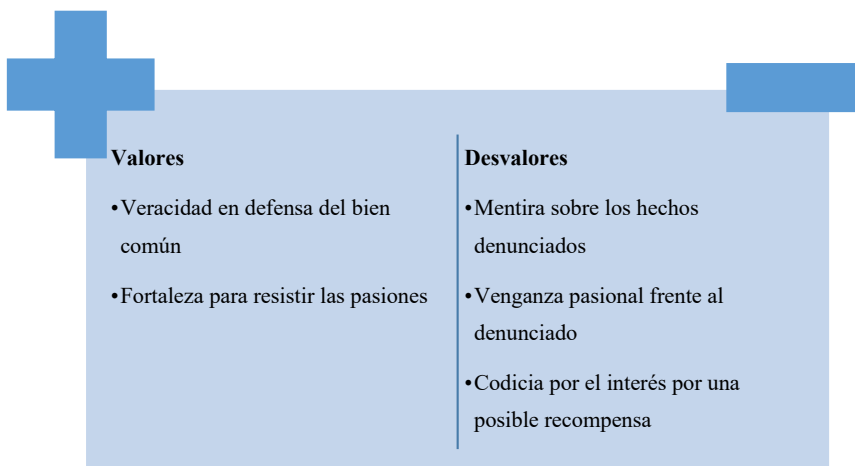 Valores
•Veracidad en defensa del bien
común
•Fortaleza para resistir las pasiones
Desvalores
•Mentira sobre los hechos
denunciados
•Venganza pasional frente al
denunciado
•Codicia por el interés por una
posible recompensa